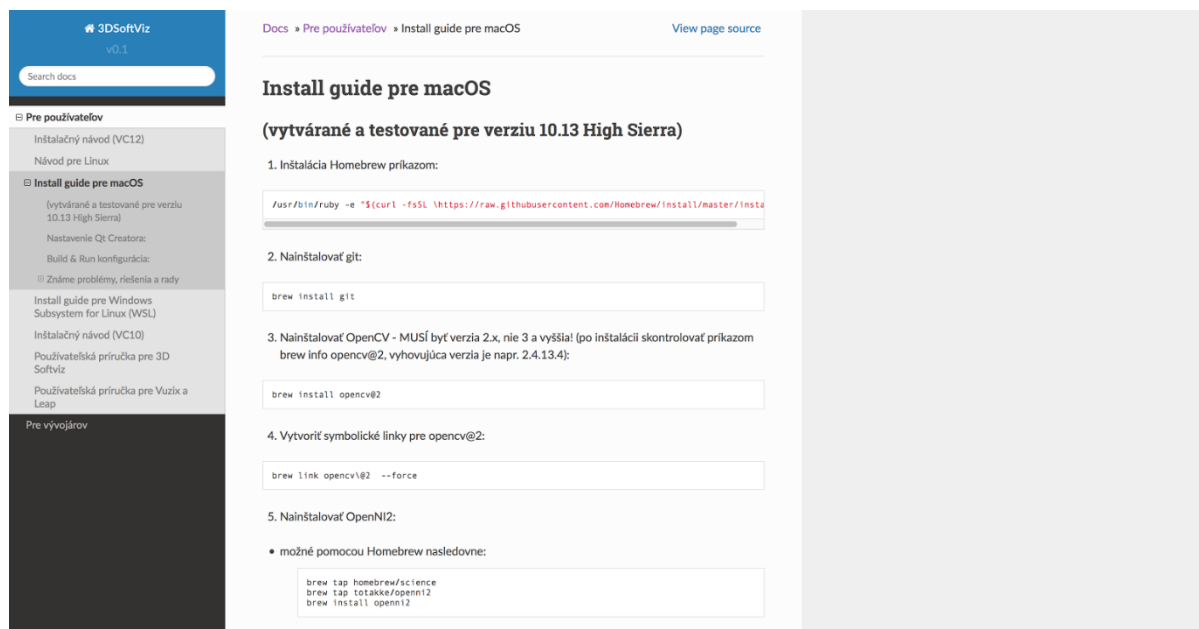 3DSoftViz
v0.1
Search docs
Pre používateľov
Inštalačný návod (VC12)
Návod pre Linux
Install guide pre macOS
(vytvárané a testované pre verziu
10.13 High Sierra)
Nastavenie Qt Creatora:
Build & Run konfigurácia:
Známe problémy, riešenia a rady
Install guide pre Windows
Subsystem for Linux (WSL)
Inštalačný návod (VC10)
Používateľská príručka pre 3D
Softviz
Používateľská príručka pre Vuzix a
Leap
Pre vývojárov
Docs » Pre používateľov » Install guide pre macOS
View page source
Install guide pre macOS
(vytvárané a testované pre verziu 10.13 High Sierra)
1. Inštalácia Homebrew príkazom:
/usr/bin/ruby -e "$(curl -fsSL \https://raw.githubusercontent.com/Homebrew/install/master/insta
2. Nainštalovať git:
brew install git
3. Nainštalovať OpenCV - MUSÍ byť verzia 2.x, nie 3 a vyššia! (po inštalácii skontrolovať príkazom
brew info opencv@2, vyhovujúca verzia je napr. 2.4.13.4):
brew install opencv@2
4. Vytvoriť symbolické linky pre opencv@2:
brew link opencv\@2 --force
5. Nainštalovať OpenNI2:
• možné pomocou Homebrew nasledovne:
brew tap homebrew/science
brew tap totakke/openni2
brew install openni2